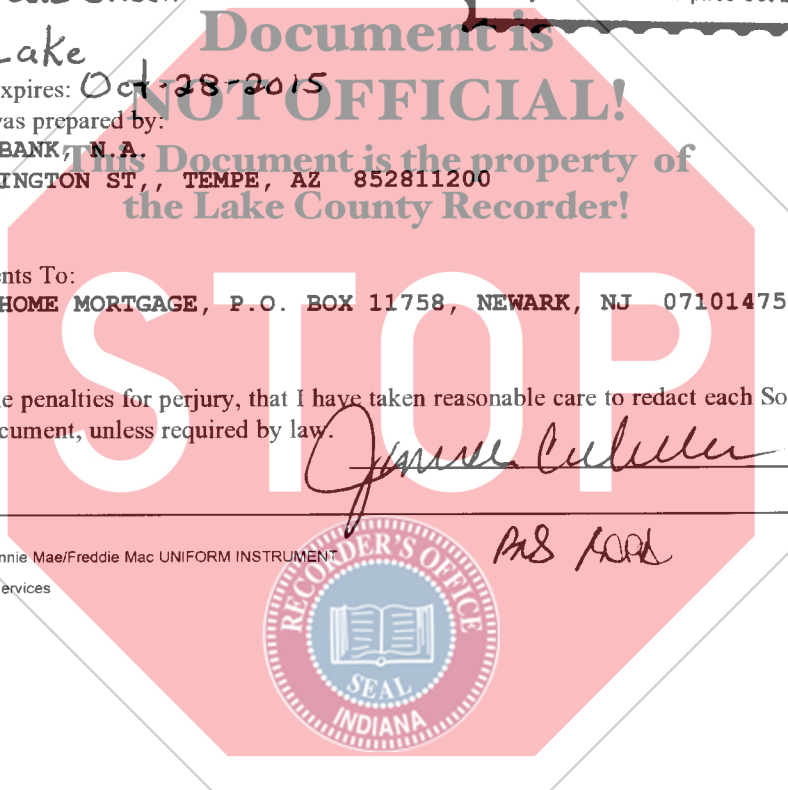 Document is
Lake
xpires: Oct-28-2015
NOT OFFICIAL!
was prepared by:
BANK, N.A.
This Document is the property of
INGTON ST,, TEMPE, AZ 852811200
the Lake County Recorder!
nts To:
HOME MORTGAGE, P.O. BOX 11758, NEWARK, NJ 07101475
STOP
e penalties for perjury, that I have taken reasonable care to redact each So
cument, unless required by law.
nnie Mae/Freddie Mac UNIFORM INSTRUMENT
ervices
RECORDER'S OFFICE
SEAL
INDIANA